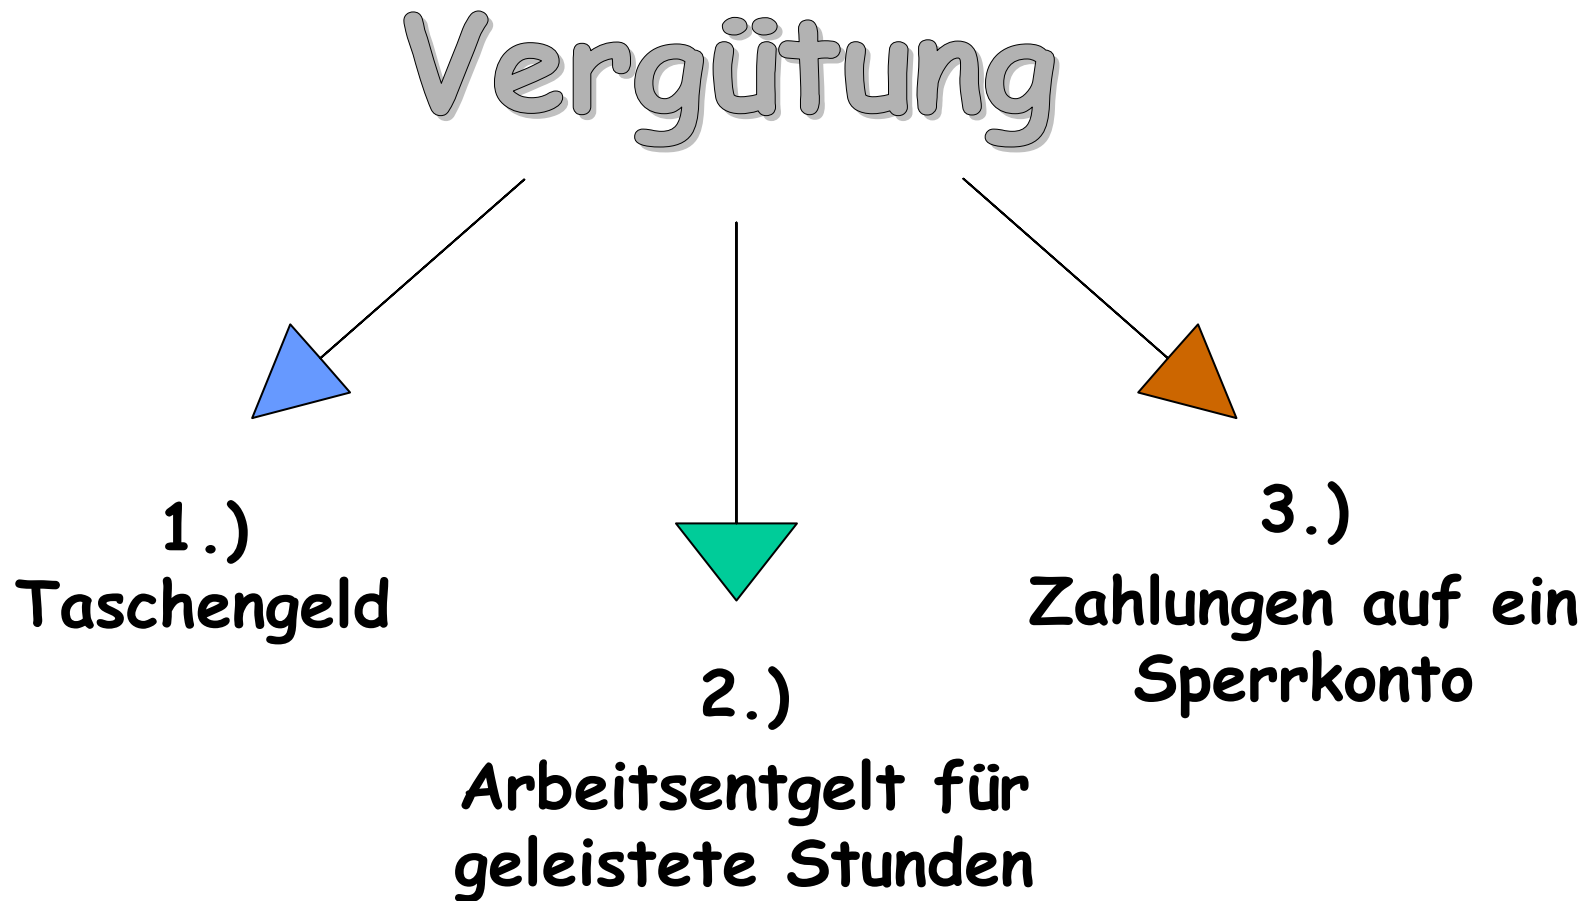 Vergütung
1.)
Taschengeld
2.)
Arbeitsentgelt für
geleistete Stunden
3.)
Zahlungen auf ein
Sperrkonto